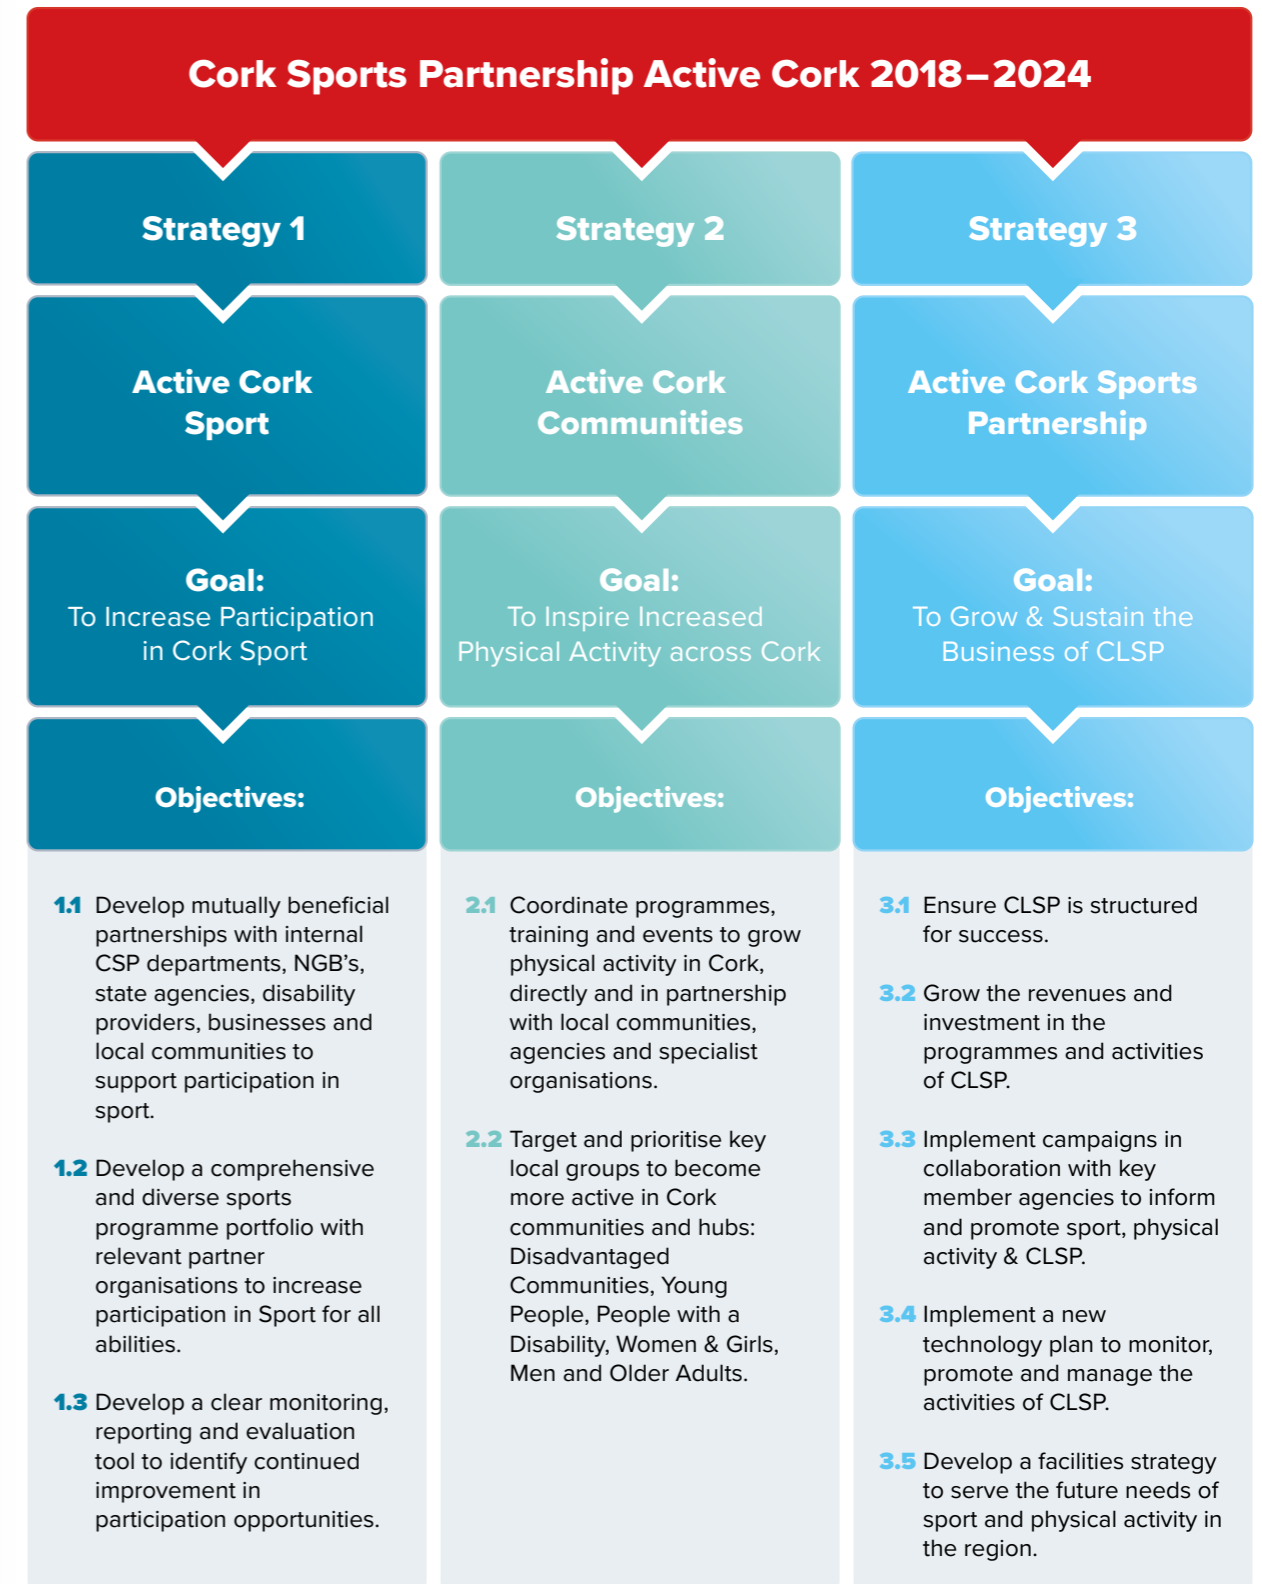 Cork Sports Partnership Active Cork 2018–2024
Strategy 1
Active Cork
Sport
Goal:
To Increase Participation
in Cork Sport
Objectives:
1.1 Develop mutually beneficial
partnerships with internal
CSP departments, NGB’s,
state agencies, disability
providers, businesses and
local communities to
support participation in
sport.
1.2 Develop a comprehensive
and diverse sports
programme portfolio with
relevant partner
organisations to increase
participation in Sport for all
abilities.
1.3 Develop a clear monitoring,
reporting and evaluation
tool to identify continued
improvement in
participation opportunities.
Strategy 2
Active Cork
Communities
Goal:
To Inspire Increased
Physical Activity across Cork
Objectives:
2.1 Coordinate programmes,
training and events to grow
physical activity in Cork,
directly and in partnership
with local communities,
agencies and specialist
organisations.
2.2 Target and prioritise key
local groups to become
more active in Cork
communities and hubs:
Disadvantaged
Communities, Young
People, People with a
Disability, Women & Girls,
Men and Older Adults.
Strategy 3
Active Cork Sports
Partnership
Goal:
To Grow & Sustain the
Business of CLSP
Objectives:
3.1 Ensure CLSP is structured
for success.
3.2 Grow the revenues and
investment in the
programmes and activities
of CLSP.
3.3 Implement campaigns in
collaboration with key
member agencies to inform
and promote sport, physical
activity & CLSP.
3.4 Implement a new
technology plan to monitor,
promote and manage the
activities of CLSP.
3.5 Develop a facilities strategy
to serve the future needs of
sport and physical activity in
the region.